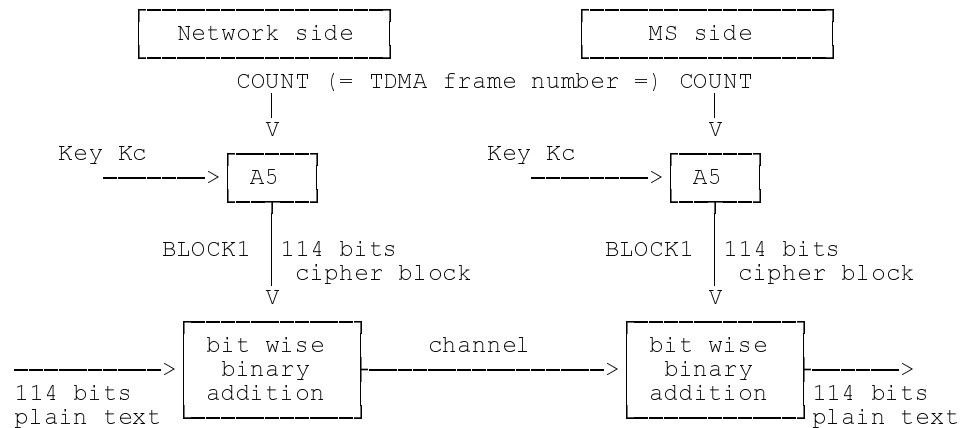 Network side
MS side
COUNT (= TDMA frame number =) COUNT
V
V
Key Kc
Key Kc
> A5
> A5
BLOCK1 114 bits
cipher block
BLOCK1 114 bits
cipher block
V
V
bit wise
binary
addition
channel
bit wise
binary
addition
>
>
>
114 bits
plain text
114 bits
plain text